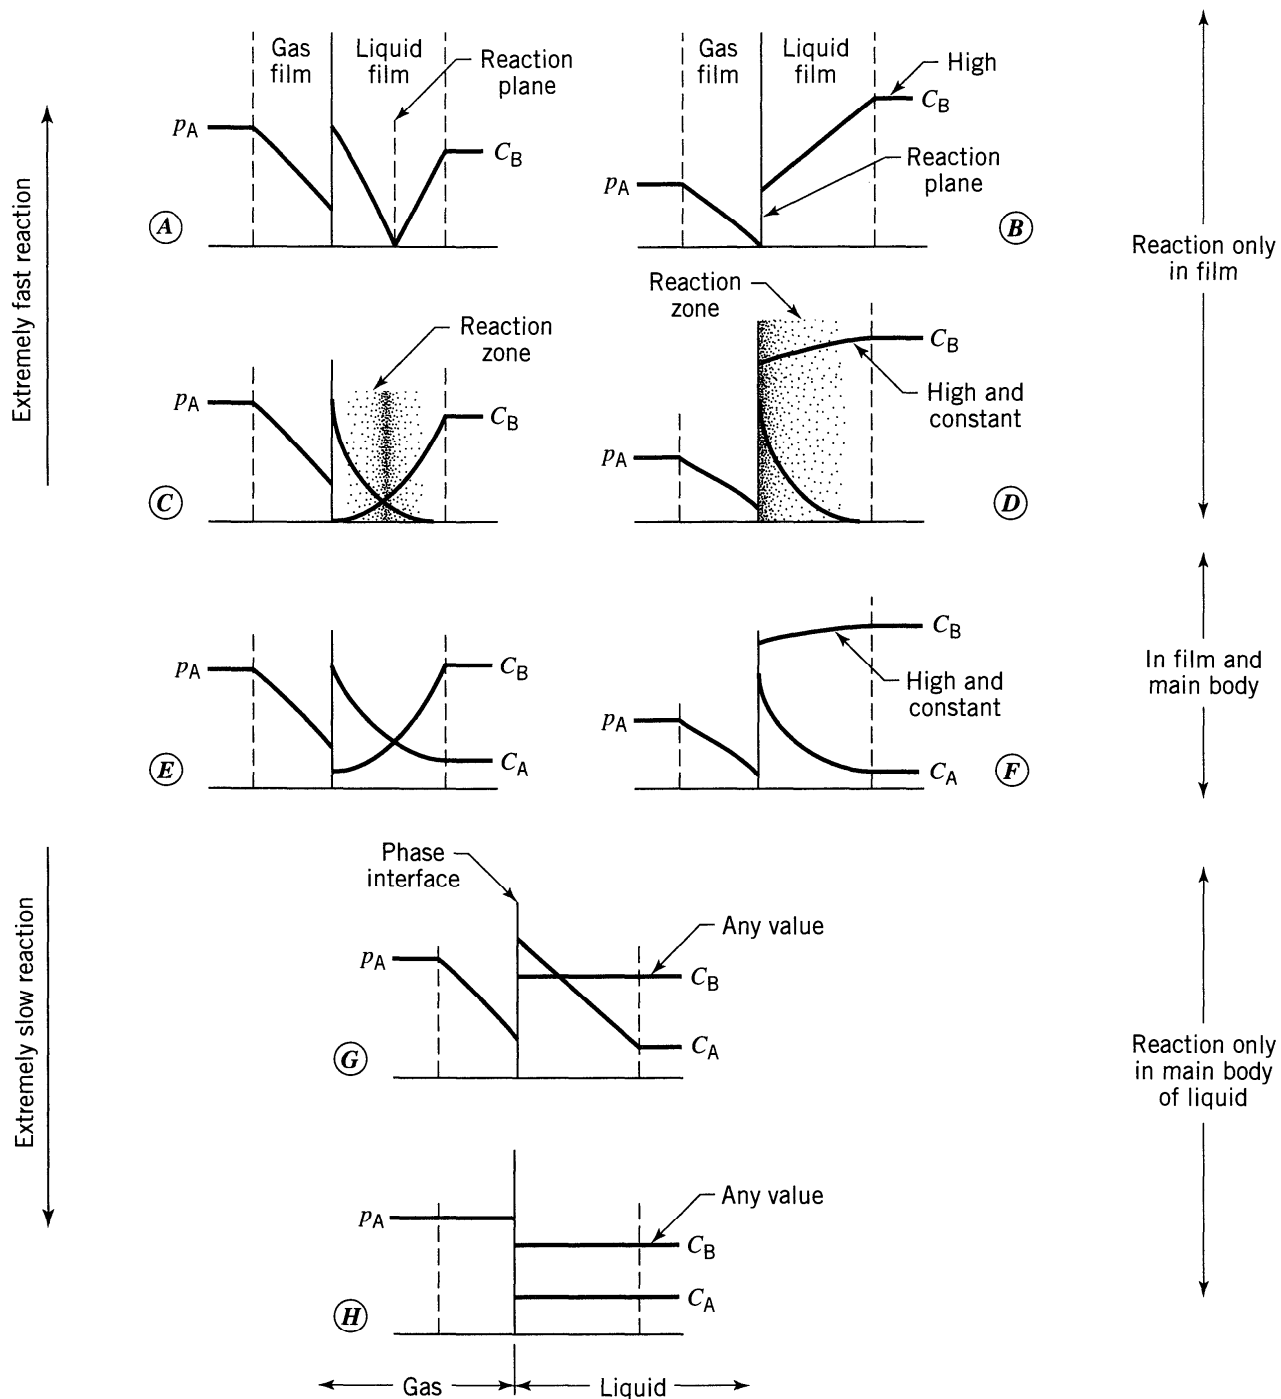 Gas
film
Liquid
film
Reaction
plane
pA
CB
A
Gas
film
Liquid
film
High
CB
pA
Reaction
plane
B
Extremely fast reaction
Reaction only
in film
Reaction
zone
pA
CB
C
Reaction
zone
CB
High and
constant
pA
D
pA
CB
CA
E
CB
High and
constant
pA
CA
F
In film and
main body
Phase
interface
Any value
pA
CB
CA
G
Extremely slow reaction
Reaction only
in main body
of liquid
Any value
pA
CB
CA
H
Gas
Liquid